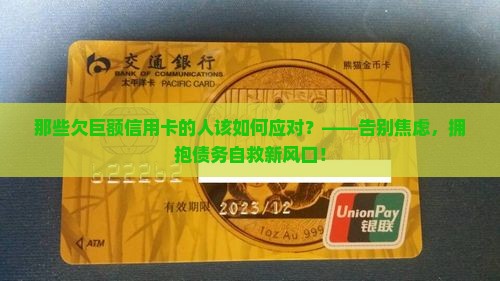 交通銀行
BANK OF COMMUNICATIONS
太平洋卡 PACIFIC CARD
熊猫金币卡
那些欠巨额信用卡的人该如何应对？——告别焦虑，拥
抱债务自救新风口！
622262
有效期限 2023/12
1oz Au .999
ATM
UnionPay
银联